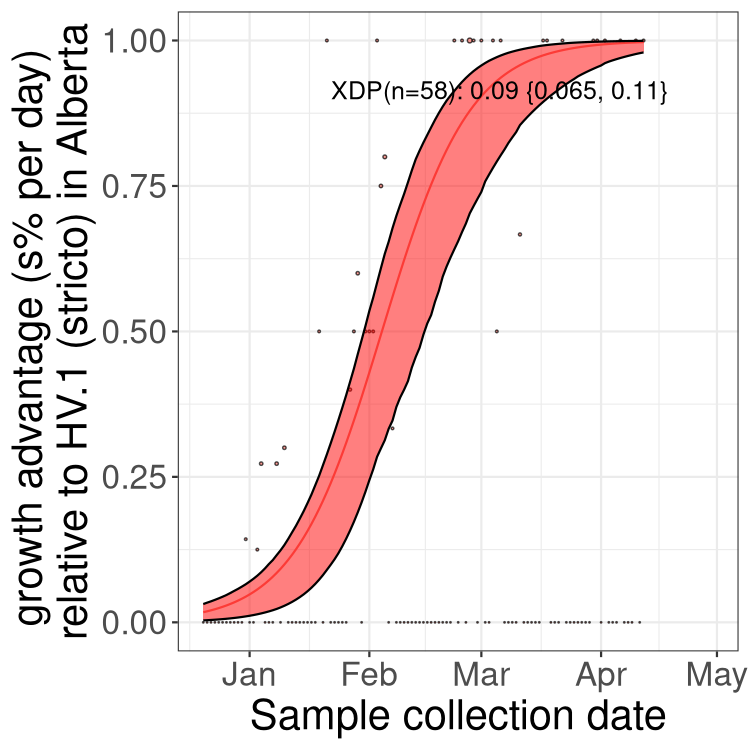 growth advantage (s% per day)
relative to HV.1 (stricto) in Alberta
1.00
0.75
0.50
0.25
0.00
XDP(n=58): 0.09 {0.065, 0.11}
Jan Feb Mar Apr May
Sample collection date